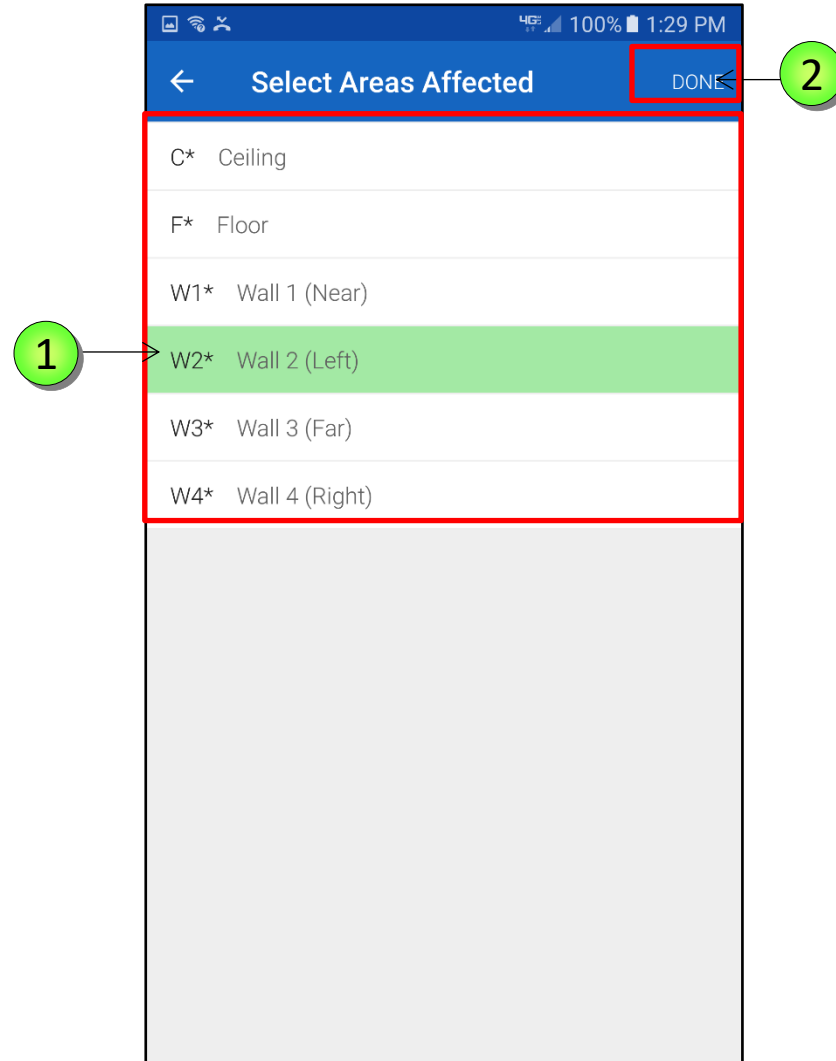 4G 100% 1:29 PM
Select Areas Affected DONE
2
C* Ceiling
F* Floor
W1* Wall 1 (Near)
1
W2* Wall 2 (Left)
W3* Wall 3 (Far)
W4* Wall 4 (Right)